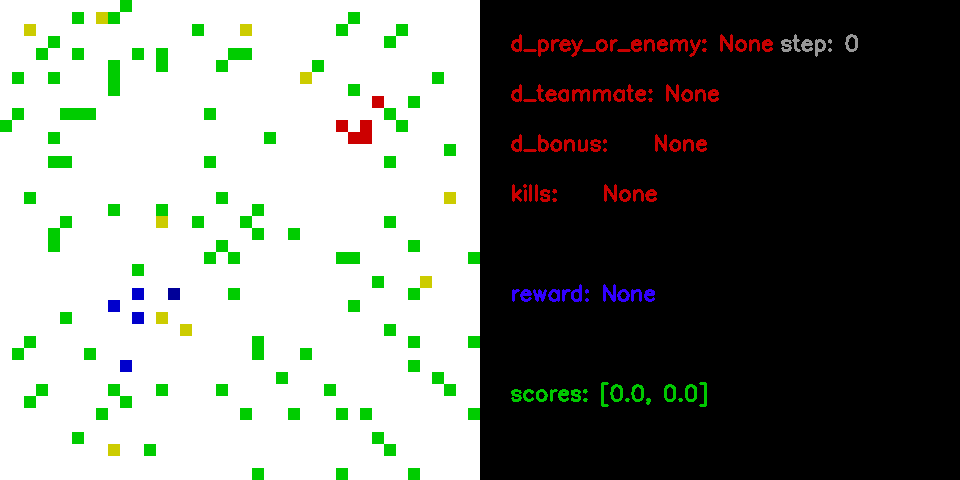 d_prey_or_enemy: None step: 0
d_teammate: None
d_bonus: None
kills: None
reward: None
scores: [0.0, 0.0]